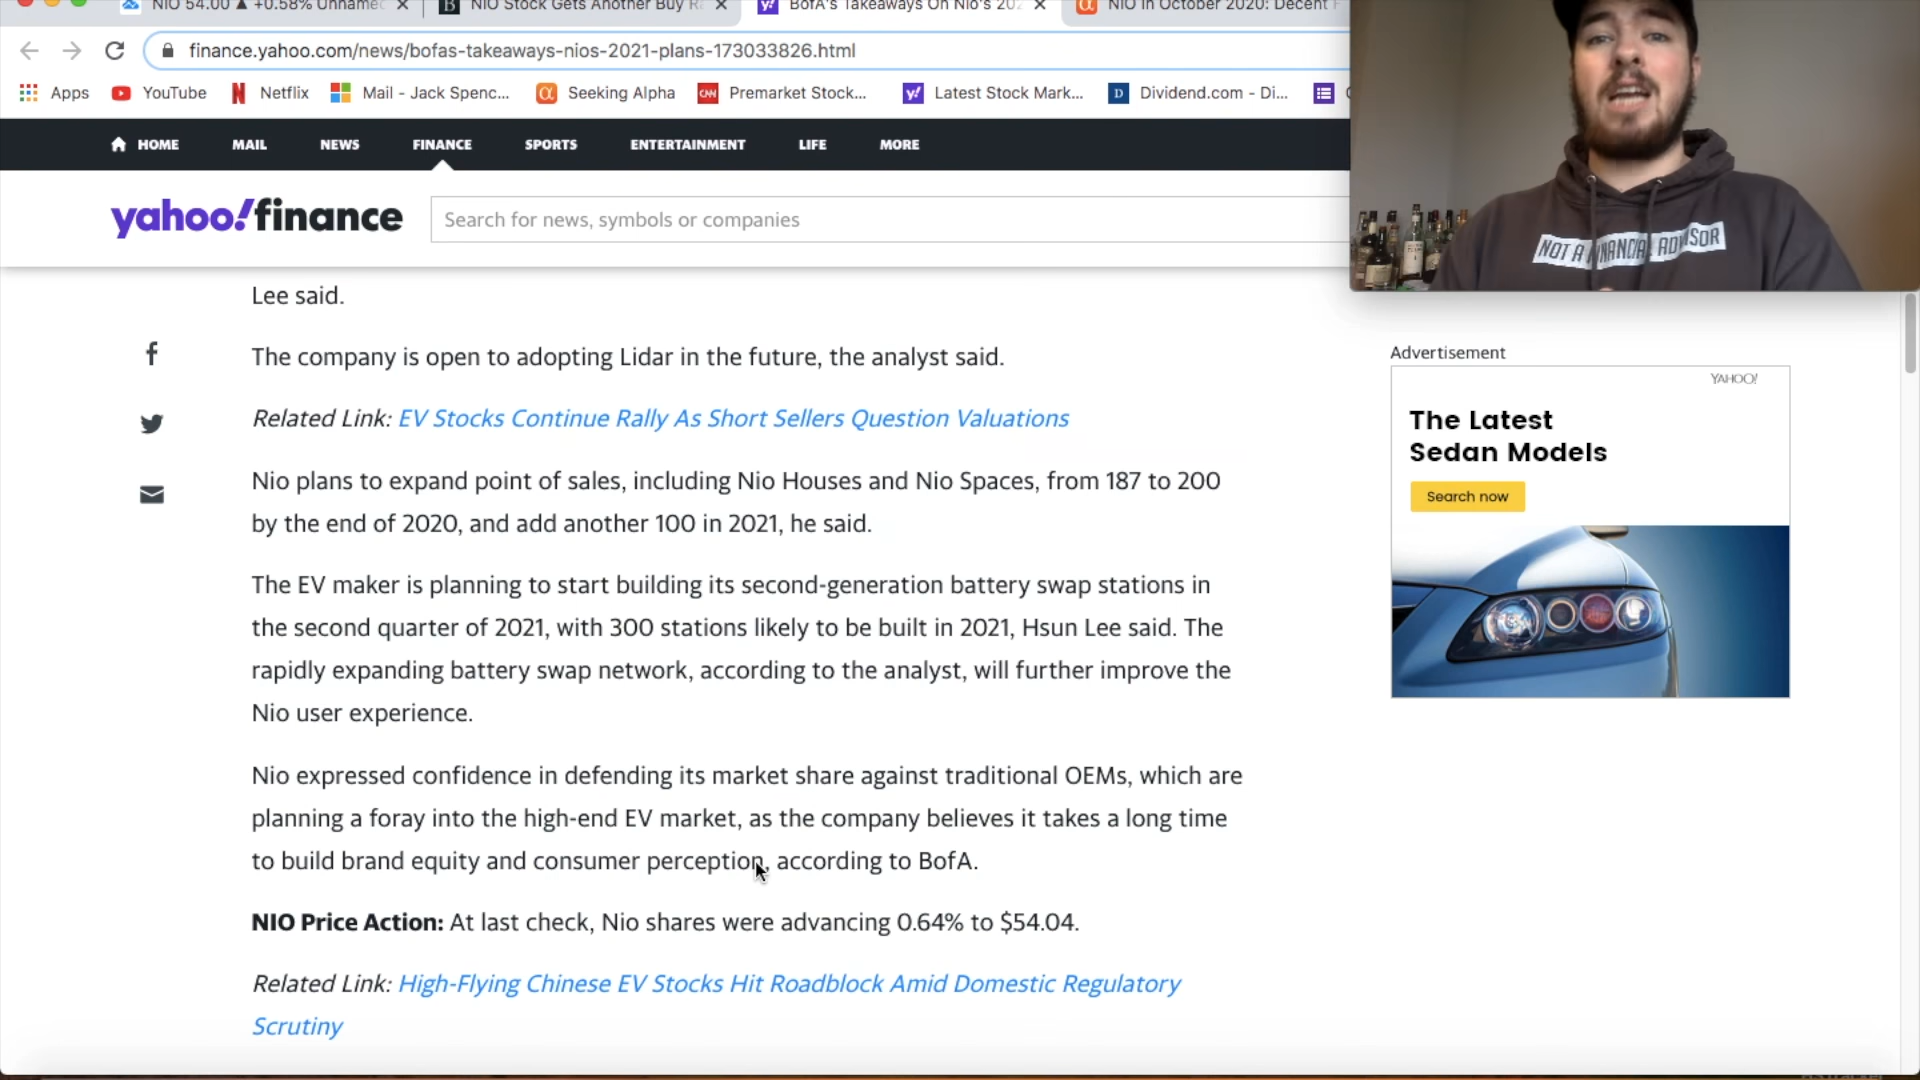 NIO 54.00 ▲ +0.58% Unnamed
NIO Stock Gets Another Buy Ra
BofA's Takeaways On Nio's 202
NIO in October 2020: Decent
finance.yahoo.com/news/bofas-takeaways-nios-2021-plans-173033826.html
Apps YouTube Netflix Mail - Jack Spenc... Seeking Alpha CNN Premarket Stock... y! Latest Stock Mark... D Dividend.com - Di...
HOME MAIL NEWS FINANCE SPORTS ENTERTAINMENT LIFE MORE
NOT A FINANCIAL ADVISOR
yahoo!finance
Search for news, symbols or companies
Lee said.
The company is open to adopting Lidar in the future, the analyst said.
Related Link: EV Stocks Continue Rally As Short Sellers Question Valuations
Nio plans to expand point of sales, including Nio Houses and Nio Spaces, from 187 to 200
by the end of 2020, and add another 100 in 2021, he said.
The EV maker is planning to start building its second-generation battery swap stations in
the second quarter of 2021, with 300 stations likely to be built in 2021, Hsun Lee said. The
rapidly expanding battery swap network, according to the analyst, will further improve the
Nio user experience.
Nio expressed confidence in defending its market share against traditional OEMs, which are
planning a foray into the high-end EV market, as the company believes it takes a long time
to build brand equity and consumer perception, according to BofA.
NIO Price Action: At last check, Nio shares were advancing 0.64% to $54.04.
Related Link: High-Flying Chinese EV Stocks Hit Roadblock Amid Domestic Regulatory
Scrutiny
Advertisement
YAHOO!
The Latest
Sedan Models
Search now